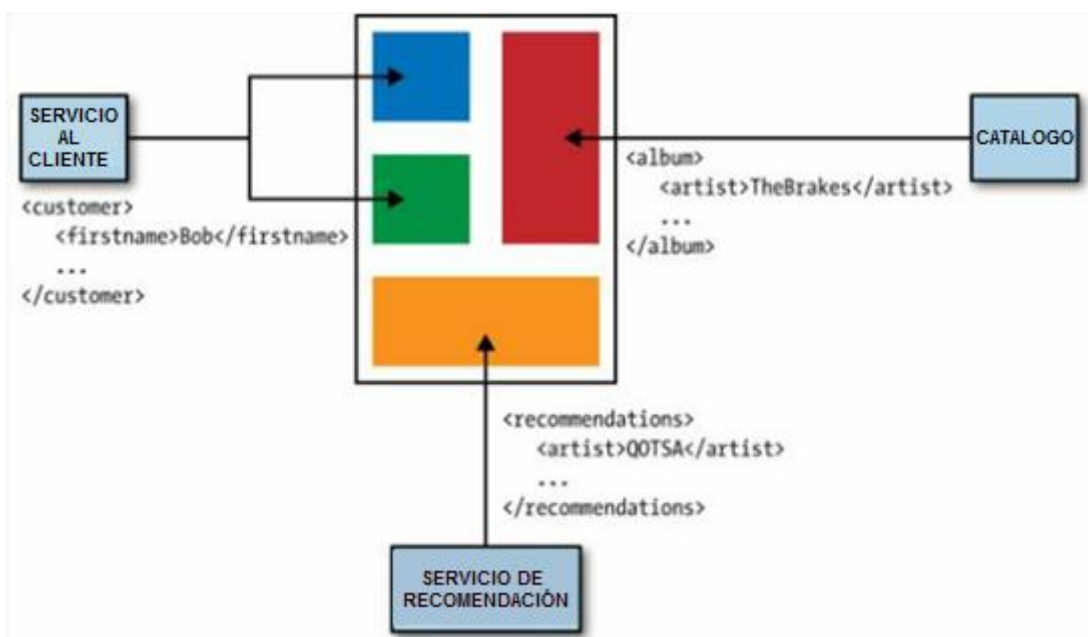 SERVICIO
AL
CLIENTE
<customer>
<firstname>Bob</firstname>
...
</customer>
CATALOGO
<album>
<artist>TheBrakes</artist>
...
</album>
<recommendations>
<artist>QOTSA</artist>
...
</recommendations>
SERVICIO DE
RECOMENDACIÓN